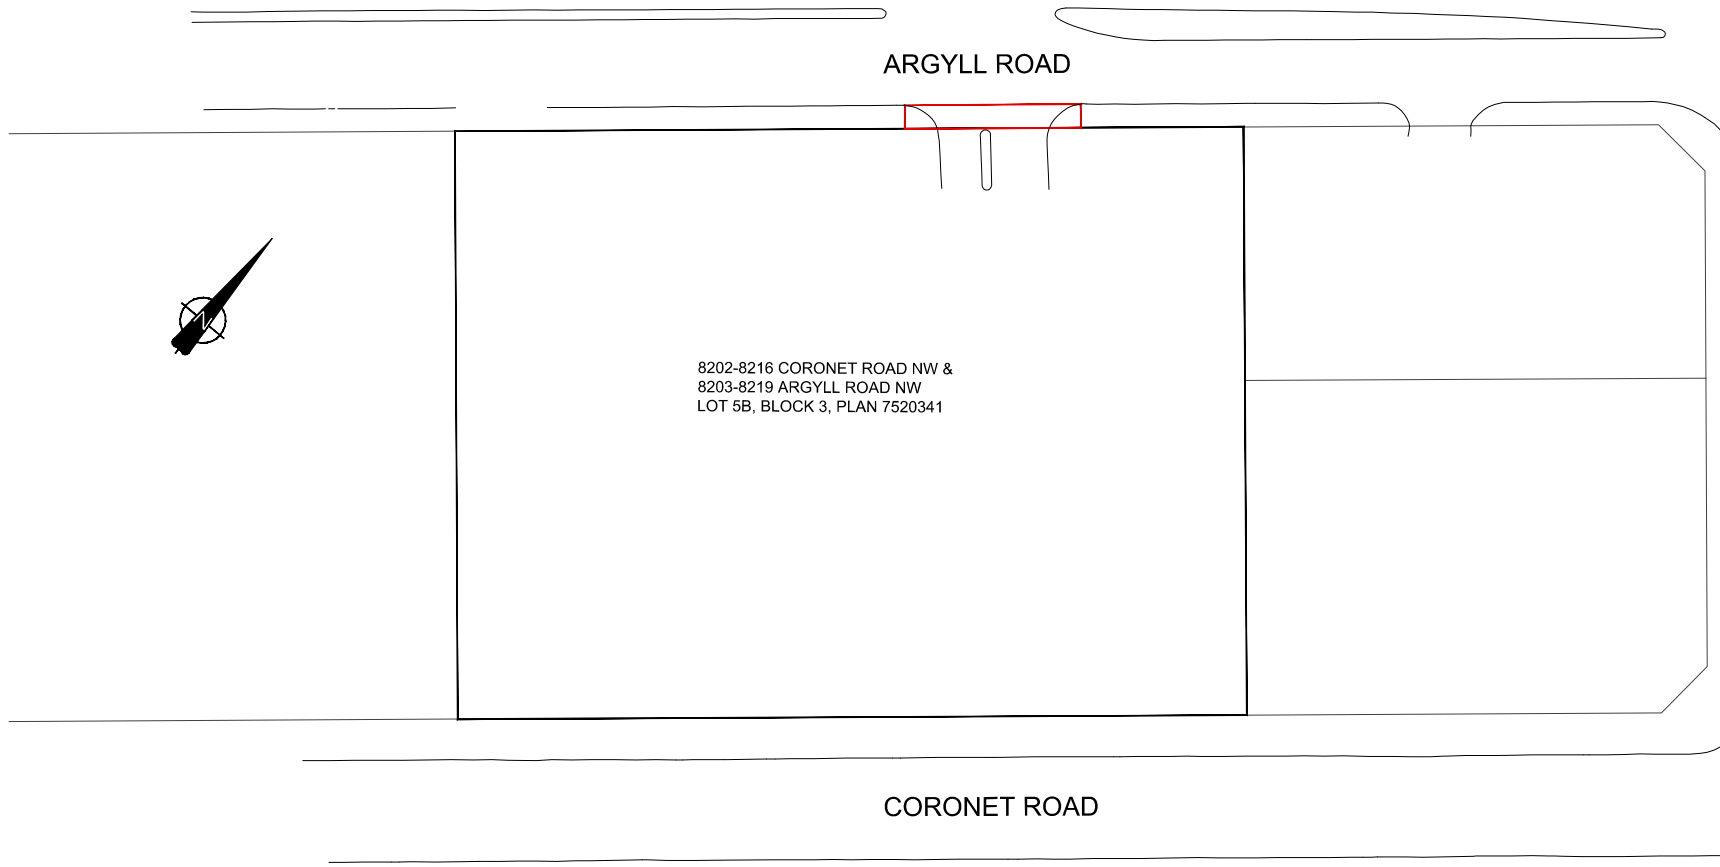 ARGYLL ROAD
N
8202-8216 CORONET ROAD NW &
8203-8219 ARGYLL ROAD NW
LOT 5B, BLOCK 3, PLAN 7520341
CORONET ROAD